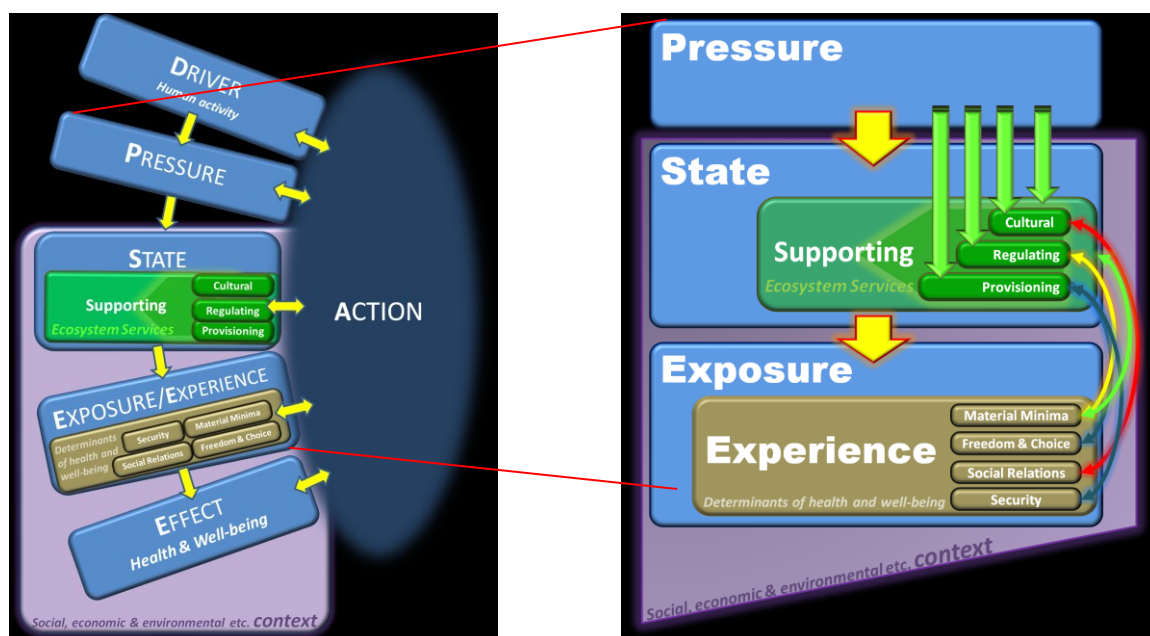 DRIVER
Human activity
PRESSURE
STATE
Supporting
Ecosystem Services
Cultural
Regulating
Provisioning
EXPOSURE/EXPERIENCE
Determinants
of health and
well-being
Security
Material Minima
Social Relations
Freedom & Choice
EFFECT
Health & Well-being
Social, economic & environmental etc. context
ACTION
Pressure
State
Supporting
Ecosystem Services
Cultural
Regulating
Provisioning
Exposure
Experience
Determinants of health and well-being
Material Minima
Freedom & Choice
Social Relations
Security
Social, economic & environmental etc. context